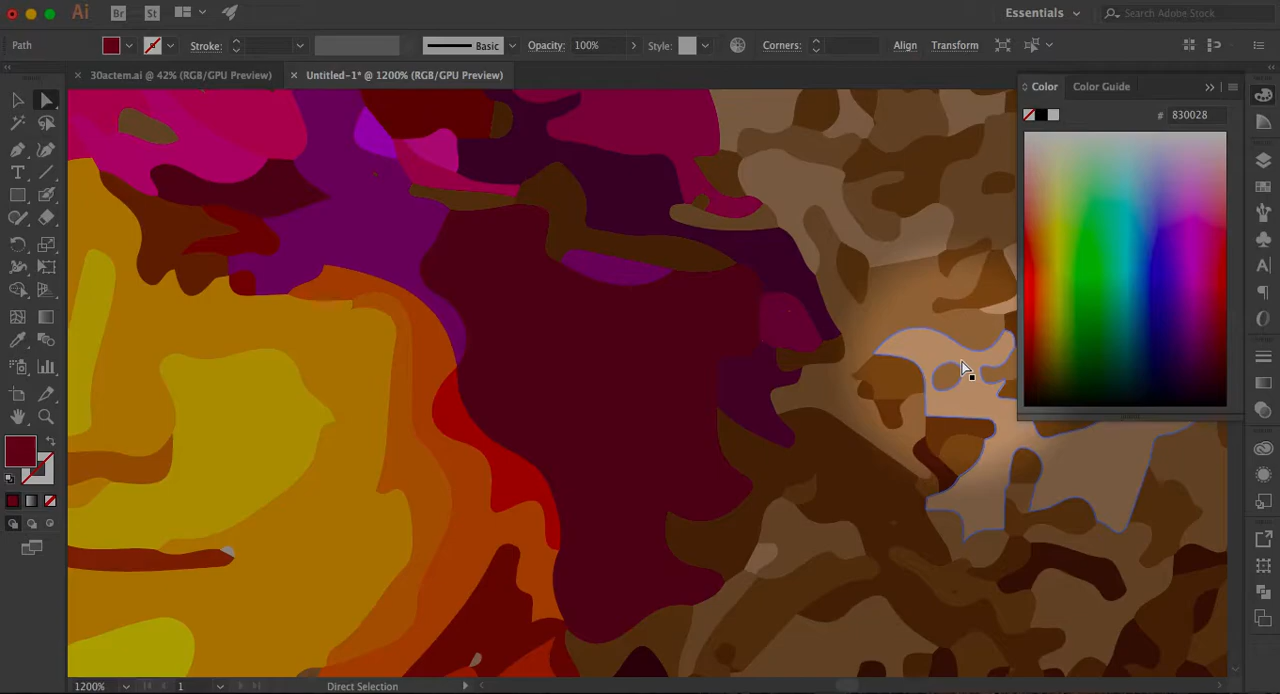 Ai Br St Essentials Search Adobe Stock
Path Stroke: Basic Opacity: 100% Style: Corners: Align Transform
× 30actem.ai @ 42% (RGB/GPU Preview) × Untitled-1* @ 1200% (RGB/GPU Preview)
Color Color Guide
# 830028
1200% 1 Direct Selection